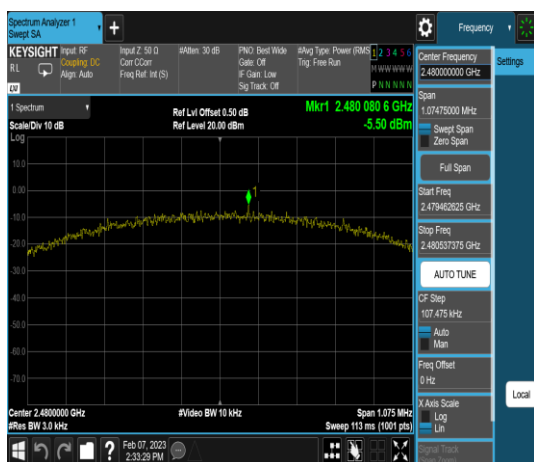 Spectrum Analyzer 1
Swept SA
+
Frequency
KEYSIGHT
RL
Input: RF
Coupling: DC
Align: Auto
Input Z: 50 Ω
Corr CCorr
Freq Ref: Int (S)
#Atten: 30 dB
PNO: Best Wide
Gate: Off
IF Gain: Low
Sig Track: Off
#Avg Type: Power (RMS
Trig: Free Run
1 2 3 4 5 6
M W W W W W
P N N N N N
LXI
1 Spectrum
Scale/Div 10 dB
Log
Ref Lvl Offset 0.50 dB
Ref Level 20.00 dBm
Mkr1 2.480 080 6 GHz
-5.50 dBm
10.0
0.00
-10.0
-20.0
-30.0
-40.0
-50.0
-60.0
-70.0
1
Center 2.4800000 GHz
#Res BW 3.0 kHz
#Video BW 10 kHz
Span 1.075 MHz
Sweep 113 ms (1001 pts)
Feb 07, 2023
2:33:29 PM
?
Center Frequency
2.480000000 GHz
Span
1.07475000 MHz
Swept Span
Zero Span
Full Span
Start Freq
2.479462625 GHz
Stop Freq
2.480537375 GHz
AUTO TUNE
CF Step
107.475 kHz
Auto
Man
Freq Offset
0 Hz
X Axis Scale
Log
Lin
Signal Track
(Span Zoom)
Settings
Local